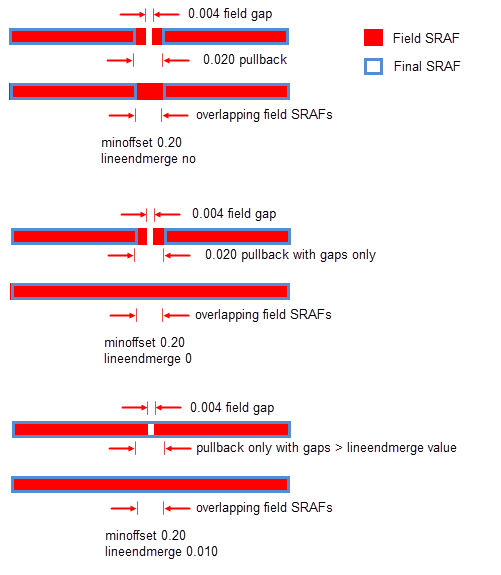 0.004 field gap
Field SRAF
0.020 pullback
Final SRAF
overlapping field SRAFs
minoffset 0.20
lineendmerge no
0.004 field gap
0.020 pullback with gaps only
overlapping field SRAFs
minoffset 0.20
lineendmerge 0
0.004 field gap
pullback only with gaps > lineendmerge value
overlapping field SRAFs
minoffset 0.20
lineendmerge 0.010